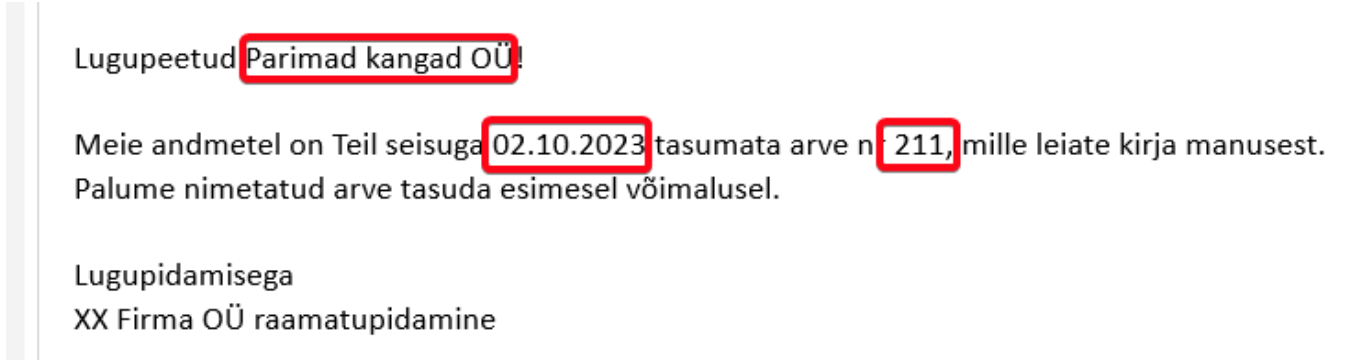 Lugupeetud Parimad kangad OÜ!
Meie andmetel on Teil seisuga 02.10.2023 tasumata arve nr 211, mille leiate kirja manusest.
Palume nimetatud arve tasuda esimesel võimalusel.
Lugupidamisega
XX Firma OÜ raamatupidamine